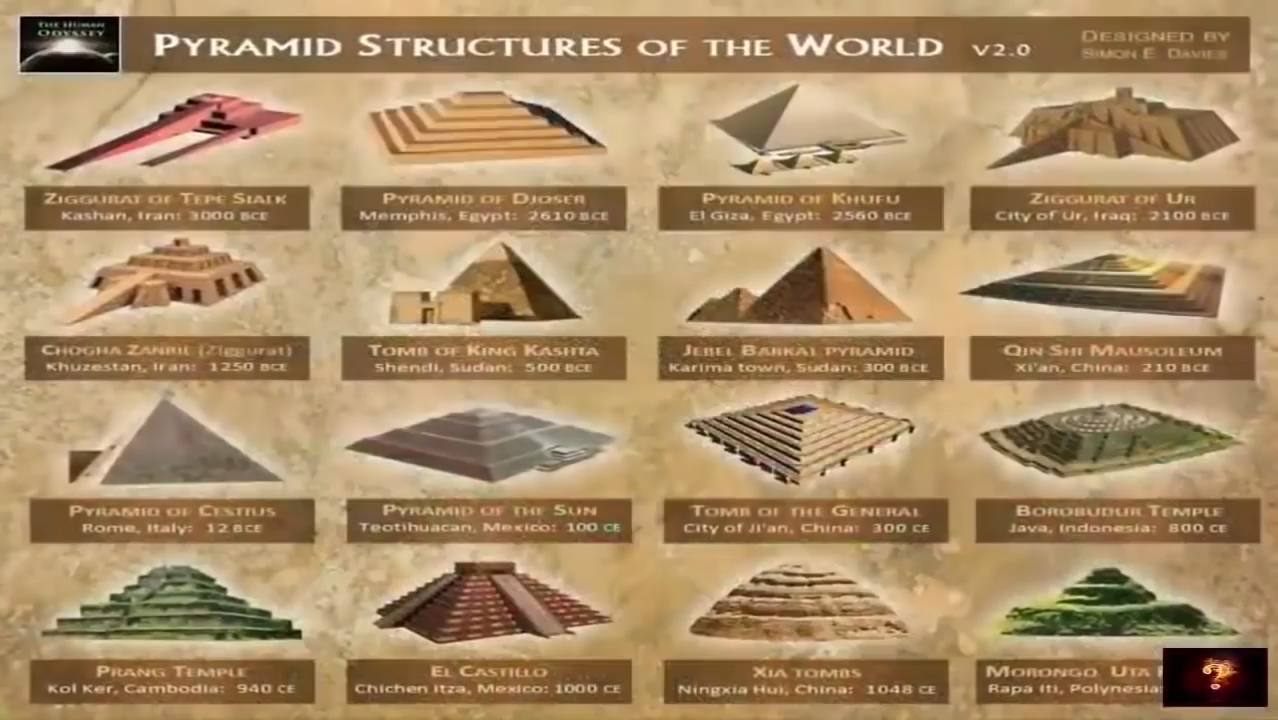 THE HUMAN
ODYSSEY
PYRAMID STRUCTURES OF THE WORLD V2.0
DESIGNED BY
SIMON E. DAVIES
ZIGGURAT OF TEPE SIALK
Kashan, Iran: 3000 BCE
PYRAMID OF DJOSER
Memphis, Egypt: 2610 BCE
PYRAMID OF KHUFU
El Giza, Egypt: 2560 BCE
ZIGGURAT OF UR
City of Ur, Iraq: 2100 BCE
CHOGHA ZANBIL (Ziggurat)
Khuzestan, Iran: 1250 BCE
TOMB OF KING KASHTA
Shendi, Sudan: 500 BCE
JEBEL BARKAL PYRAMID
Karima town, Sudan: 300 BCE
QIN SHI MAUSOLEUM
Xi'an, China: 210 BCE
PYRAMID OF CESTIUS
Rome, Italy: 12 BCE
PYRAMID OF THE SUN
Teotihuacan, Mexico: 100 CE
TOMB OF THE GENERAL
City of Ji'an, China: 300 CE
BOROBUDUR TEMPLE
Java, Indonesia: 800 CE
PRANG TEMPLE
Kol Ker, Cambodia: 940 CE
EL CASTILLO
Chichen Itza, Mexico: 1000 CE
XIA TOMBS
Ningxia Hui, China: 1048 CE
MORONGO UTA
Rapa Iti, Polynesia: